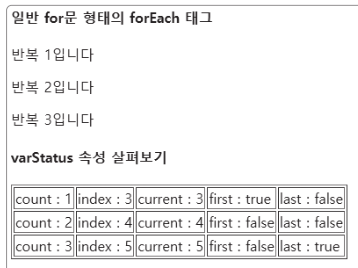 일반 for문 형태의 forEach 태그
반복 1입니다
반복 2입니다
반복 3입니다
varStatus 속성 살펴보기
count : 1 index : 3 current : 3 first : true last : false
count : 2 index : 4 current : 4 first : false last : false
count : 3 index : 5 current : 5 first : false last : true